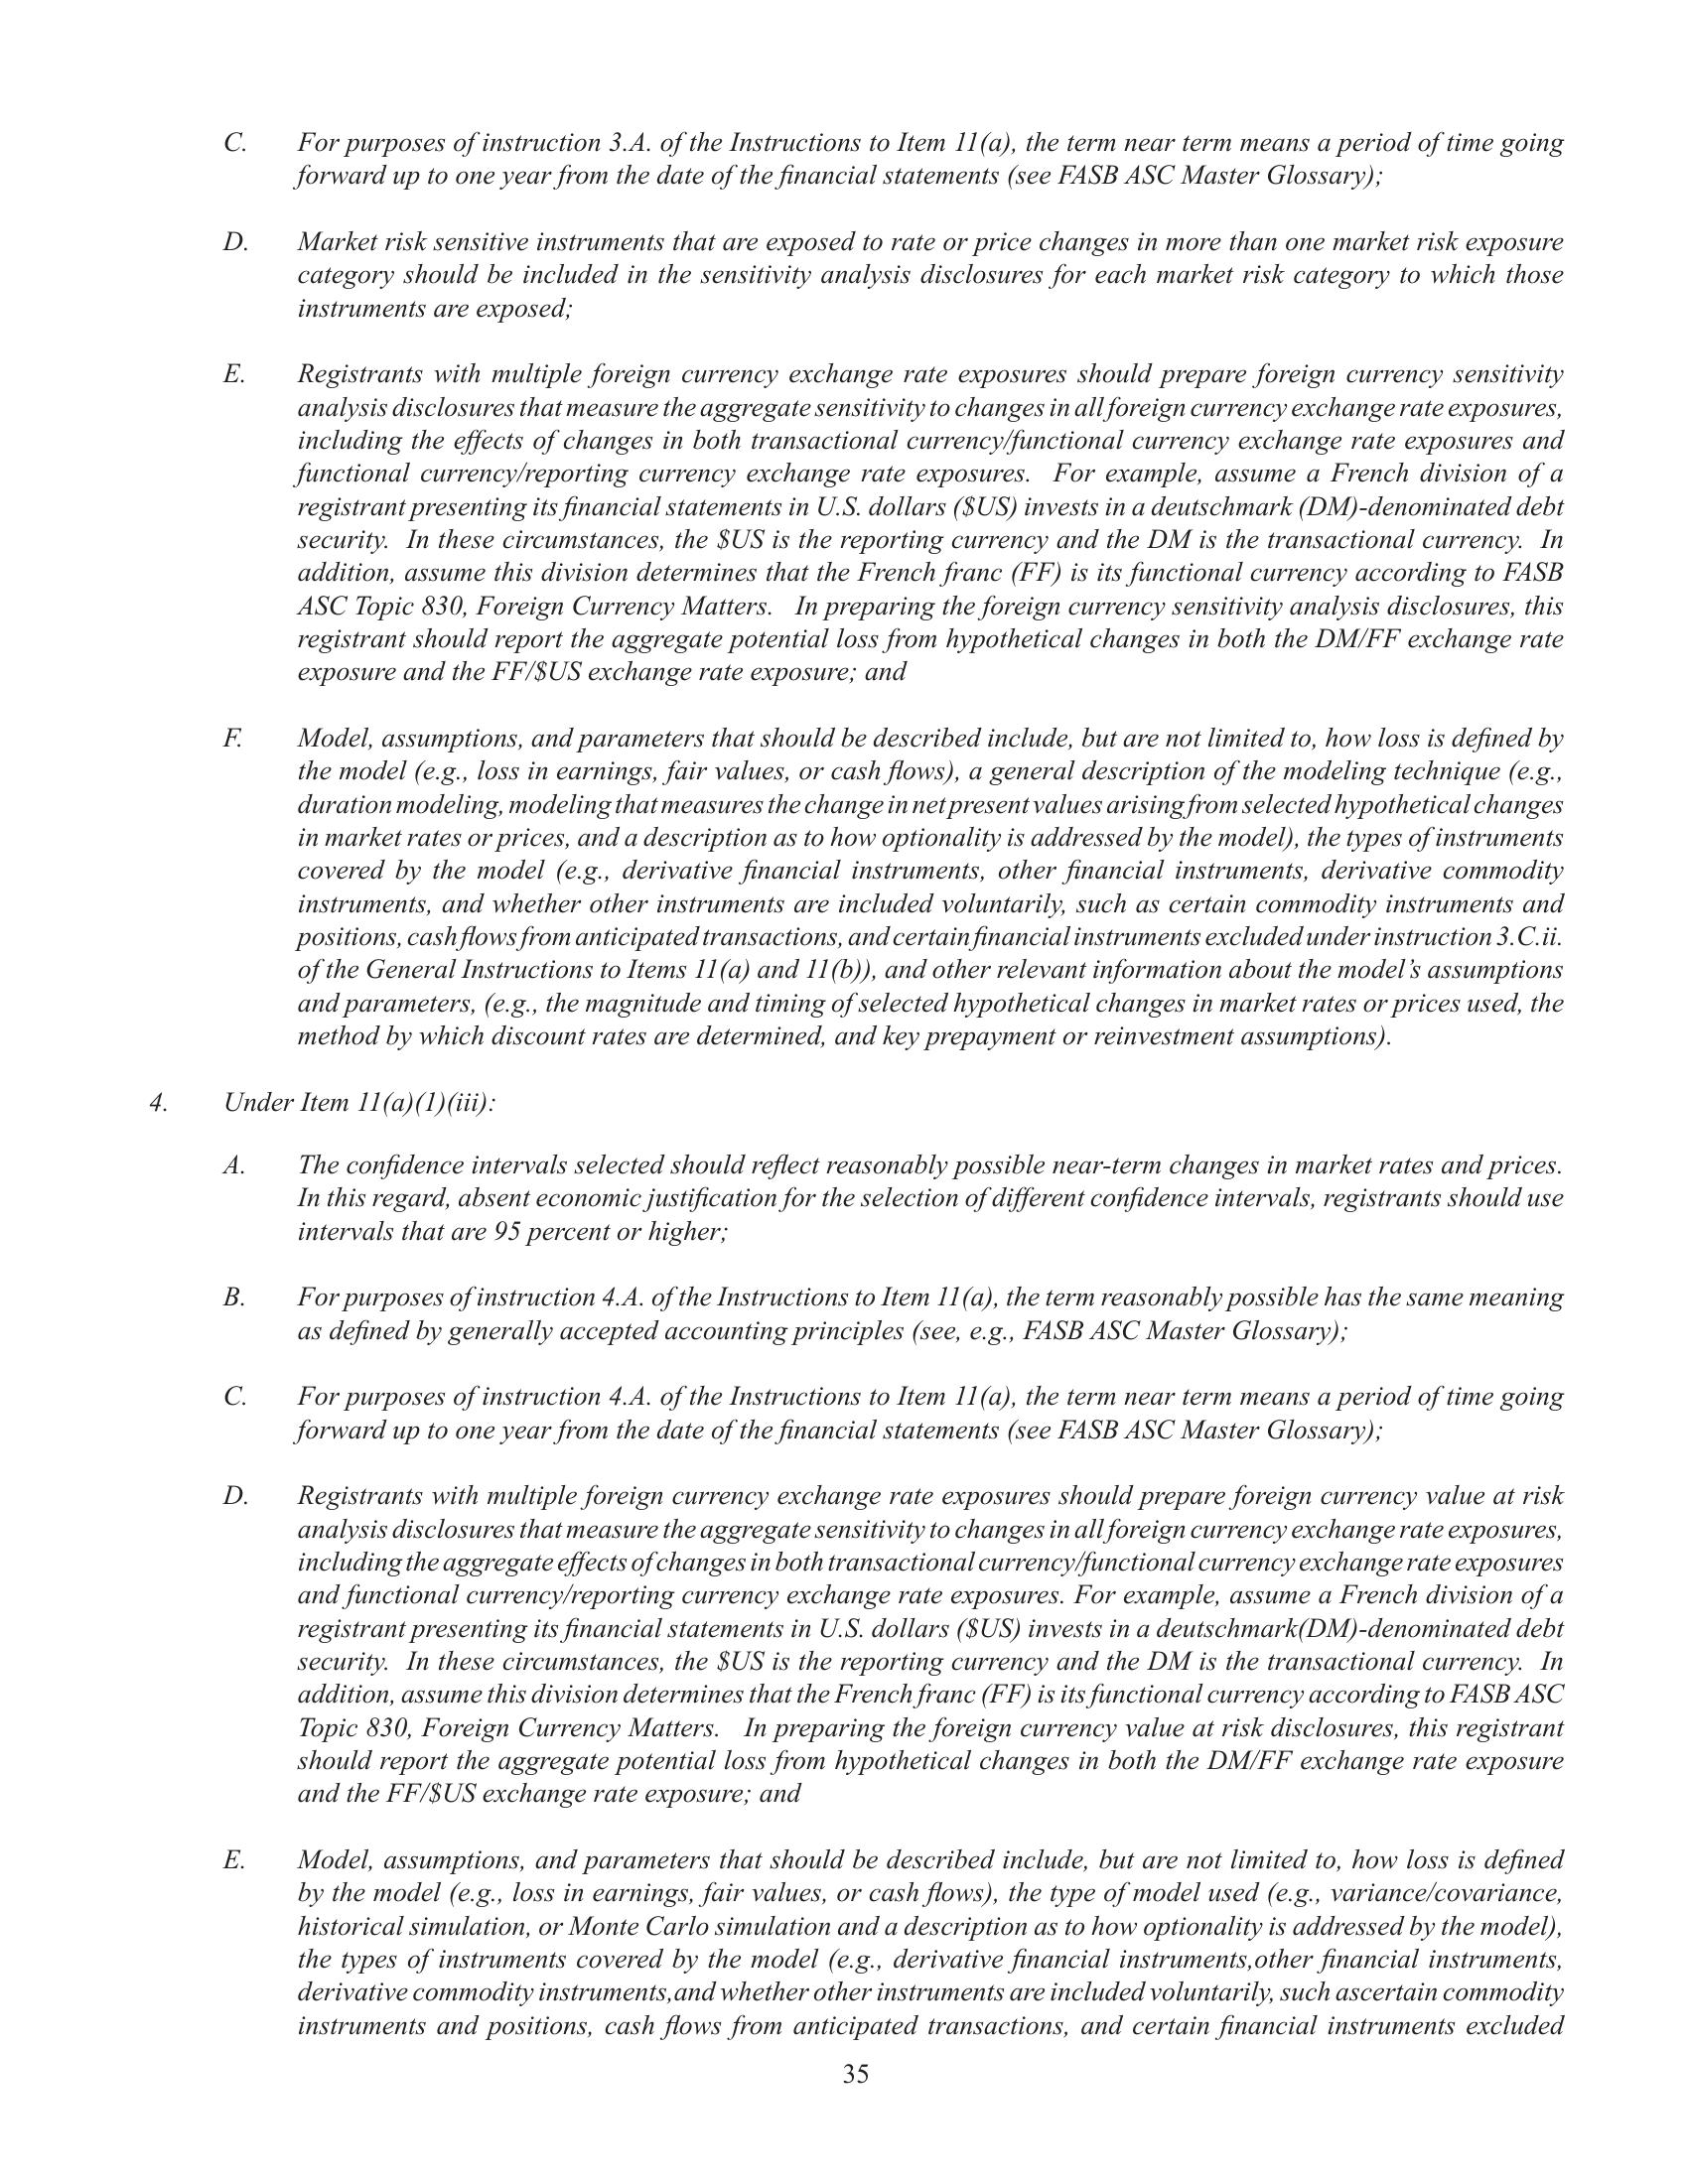 C. For purposes of instruction 3.A. of the Instructions to Item 11(a), the term near term means a period of time going
forward up to one year from the date of the financial statements (see FASB ASC Master Glossary);
D. Market risk sensitive instruments that are exposed to rate or price changes in more than one market risk exposure
category should be included in the sensitivity analysis disclosures for each market risk category to which those
instruments are exposed;
E. Registrants with multiple foreign currency exchange rate exposures should prepare foreign currency sensitivity
analysis disclosures that measure the aggregate sensitivity to changes in all foreign currency exchange rate exposures,
including the effects of changes in both transactional currency/functional currency exchange rate exposures and
functional currency/reporting currency exchange rate exposures. For example, assume a French division of a
registrant presenting its financial statements in U.S. dollars ($US) invests in a deutschmark (DM)-denominated debt
security. In these circumstances, the $US is the reporting currency and the DM is the transactional currency. In
addition, assume this division determines that the French franc (FF) is its functional currency according to FASB
ASC Topic 830, Foreign Currency Matters. In preparing the foreign currency sensitivity analysis disclosures, this
registrant should report the aggregate potential loss from hypothetical changes in both the DM/FF exchange rate
exposure and the FF/$US exchange rate exposure; and
F. Model, assumptions, and parameters that should be described include, but are not limited to, how loss is defined by
the model (e.g., loss in earnings, fair values, or cash flows), a general description of the modeling technique (e.g.,
duration modeling, modeling that measures the change in net present values arising from selected hypothetical changes
in market rates or prices, and a description as to how optionality is addressed by the model), the types of instruments
covered by the model (e.g., derivative financial instruments, other financial instruments, derivative commodity
instruments, and whether other instruments are included voluntarily, such as certain commodity instruments and
positions, cash flows from anticipated transactions, and certain financial instruments excluded under instruction 3.C.ii.
of the General Instructions to Items 11(a) and 11(b)), and other relevant information about the model’s assumptions
and parameters, (e.g., the magnitude and timing of selected hypothetical changes in market rates or prices used, the
method by which discount rates are determined, and key prepayment or reinvestment assumptions).
4. Under Item 11(a)(1)(iii):
A. The confidence intervals selected should reflect reasonably possible near-term changes in market rates and prices.
In this regard, absent economic justification for the selection of different confidence intervals, registrants should use
intervals that are 95 percent or higher;
B. For purposes of instruction 4.A. of the Instructions to Item 11(a), the term reasonably possible has the same meaning
as defined by generally accepted accounting principles (see, e.g., FASB ASC Master Glossary);
C. For purposes of instruction 4.A. of the Instructions to Item 11(a), the term near term means a period of time going
forward up to one year from the date of the financial statements (see FASB ASC Master Glossary);
D. Registrants with multiple foreign currency exchange rate exposures should prepare foreign currency value at risk
analysis disclosures that measure the aggregate sensitivity to changes in all foreign currency exchange rate exposures,
including the aggregate effects of changes in both transactional currency/functional currency exchange rate exposures
and functional currency/reporting currency exchange rate exposures. For example, assume a French division of a
registrant presenting its financial statements in U.S. dollars ($US) invests in a deutschmark(DM)-denominated debt
security. In these circumstances, the $US is the reporting currency and the DM is the transactional currency. In
addition, assume this division determines that the French franc (FF) is its functional currency according to FASB ASC
Topic 830, Foreign Currency Matters. In preparing the foreign currency value at risk disclosures, this registrant
should report the aggregate potential loss from hypothetical changes in both the DM/FF exchange rate exposure
and the FF/$US exchange rate exposure; and
E. Model, assumptions, and parameters that should be described include, but are not limited to, how loss is defined
by the model (e.g., loss in earnings, fair values, or cash flows), the type of model used (e.g., variance/covariance,
historical simulation, or Monte Carlo simulation and a description as to how optionality is addressed by the model),
the types of instruments covered by the model (e.g., derivative financial instruments,other financial instruments,
derivative commodity instruments,and whether other instruments are included voluntarily, such ascertain commodity
instruments and positions, cash flows from anticipated transactions, and certain financial instruments excluded
35